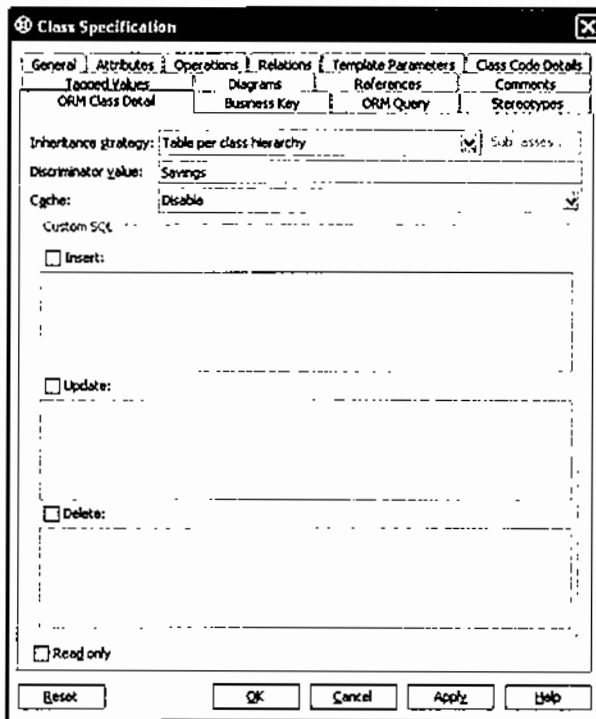 Class Specification
General Attributes Operations Relations Template Parameters Class Code Details
Tagged Values Diagrams References Comments
ORM Class Detail Business Key ORM Query Stereotypes
Inheritance strategy: Table per class hierarchy
Discriminator value: Savings
Cache: Disable
Custom SQL
Insert:
Update:
Delete:
Read only
Reset OK Cancel Apply Help